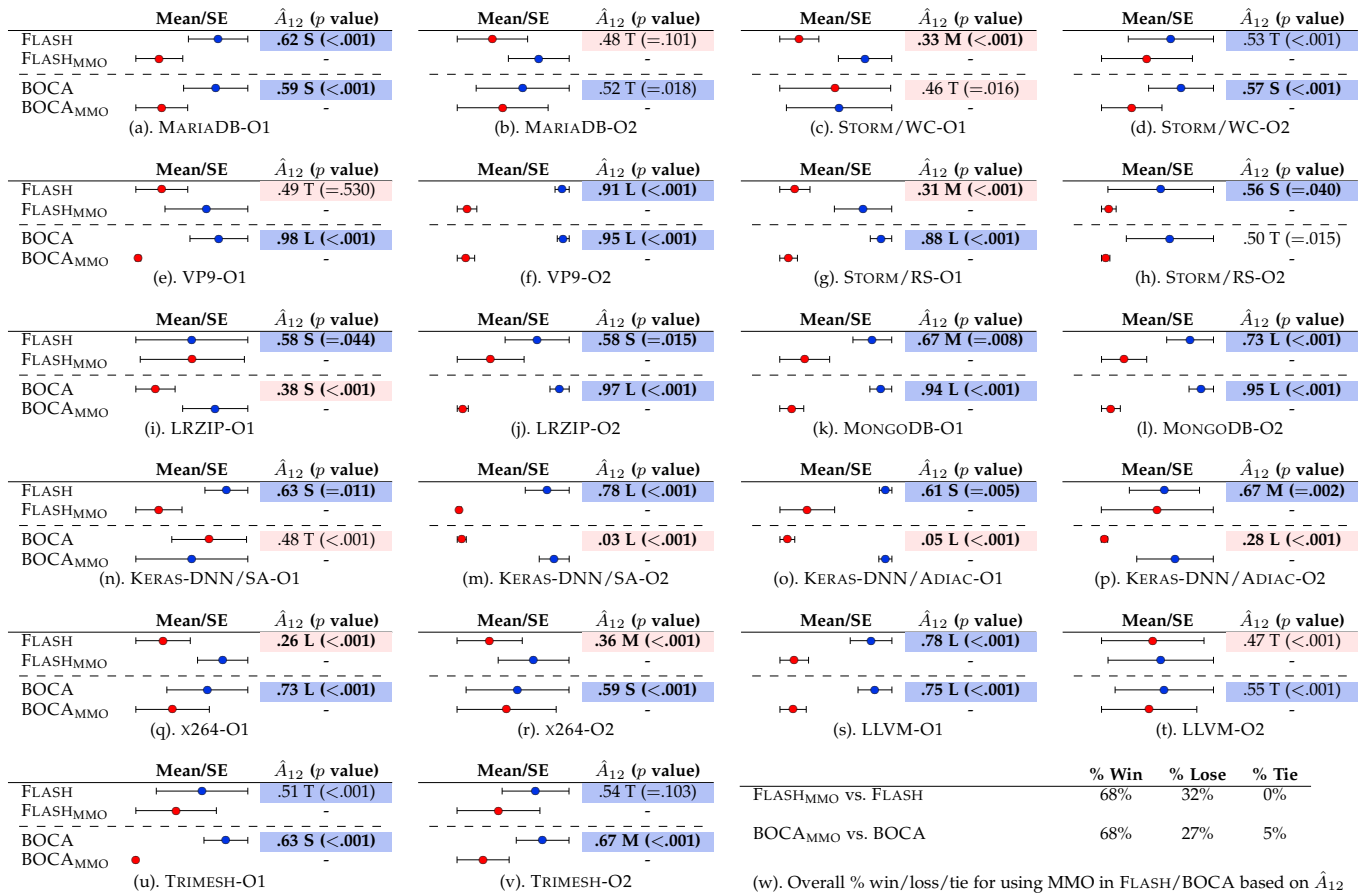 Mean/SE Â12 (p value) Mean/SE Â12 (p value) Mean/SE Â12 (p value) Mean/SE Â12 (p value)
FLASH .62 S (<.001) .48 T (=.101) .33 M (<.001) .53 T (<.001)
FLASHMMO - - - -
BOCA .59 S (<.001) .52 T (=.018) .46 T (=.016) .57 S (<.001)
BOCAMMO - - - -
(a). MARIADB-O1 (b). MARIADB-O2 (c). STORM/WC-O1 (d). STORM/WC-O2
Mean/SE Â12 (p value) Mean/SE Â12 (p value) Mean/SE Â12 (p value) Mean/SE Â12 (p value)
FLASH .49 T (=.530) .91 L (<.001) .31 M (<.001) .56 S (=.040)
FLASHMMO - - - -
BOCA .98 L (<.001) .95 L (<.001) .88 L (<.001) .50 T (=.015)
BOCAMMO - - - -
(e). VP9-O1 (f). VP9-O2 (g). STORM/RS-O1 (h). STORM/RS-O2
Mean/SE Â12 (p value) Mean/SE Â12 (p value) Mean/SE Â12 (p value) Mean/SE Â12 (p value)
FLASH .58 S (=.044) .58 S (=.015) .67 M (=.008) .73 L (<.001)
FLASHMMO - - - -
BOCA .38 S (<.001) .97 L (<.001) .94 L (<.001) .95 L (<.001)
BOCAMMO - - - -
(i). LRZIP-O1 (j). LRZIP-O2 (k). MONGODB-O1 (l). MONGODB-O2
Mean/SE Â12 (p value) Mean/SE Â12 (p value) Mean/SE Â12 (p value) Mean/SE Â12 (p value)
FLASH .63 S (=.011) .78 L (<.001) .61 S (=.005) .67 M (=.002)
FLASHMMO - - - -
BOCA .48 T (<.001) .03 L (<.001) .05 L (<.001) .28 L (<.001)
BOCAMMO - - - -
(n). KERAS-DNN/SA-O1 (m). KERAS-DNN/SA-O2 (o). KERAS-DNN/ADIAC-O1 (p). KERAS-DNN/ADIAC-O2
Mean/SE Â12 (p value) Mean/SE Â12 (p value) Mean/SE Â12 (p value) Mean/SE Â12 (p value)
FLASH .26 L (<.001) .36 M (<.001) .78 L (<.001) .47 T (<.001)
FLASHMMO - - - -
BOCA .73 L (<.001) .59 S (<.001) .75 L (<.001) .55 T (<.001)
BOCAMMO - - - -
(q). X264-O1 (r). X264-O2 (s). LLVM-O1 (t). LLVM-O2
Mean/SE Â12 (p value) Mean/SE Â12 (p value)
FLASH .51 T (<.001) .54 T (=.103)
FLASHMMO - -
BOCA .63 S (<.001) .67 M (<.001)
BOCAMMO - -
(u). TRIMESH-O1 (v). TRIMESH-O2
% Win % Lose % Tie
FLASHMMO vs. FLASH 68% 32% 0%
BOCAMMO vs. BOCA 68% 27% 5%
(w). Overall % win/loss/tie for using MMO in FLASH/BOCA based on Â12